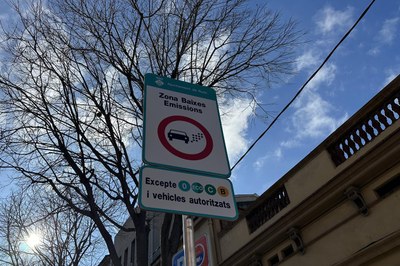 Zona Baixes
Emissions
Excepte 0 ECO C B
i vehicles autoritzats